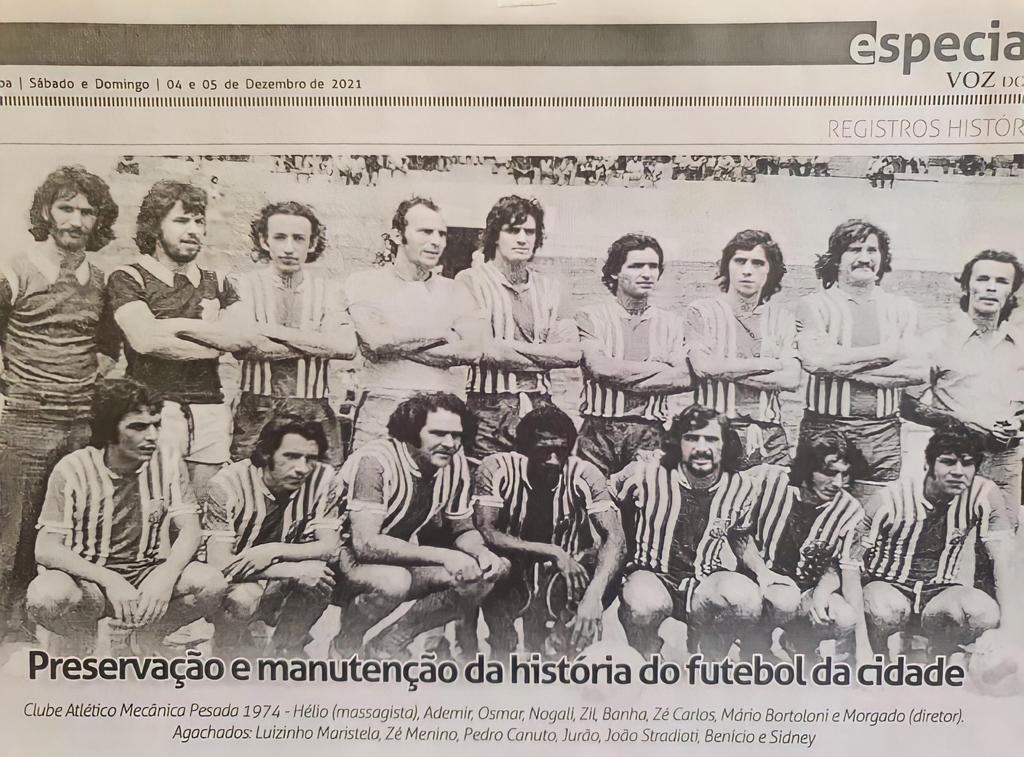 especia
pa | Sábado e Domingo | 04 e 05 de Dezembro de 2021
VOZ DO
REGISTROS HISTÓR
Preservação e manutenção da história do futebol da cidade
Clube Atlético Mecânica Pesada 1974 - Hélio (massagista), Ademir, Osmar, Nogali, Zil, Banha, Zé Carlos, Mário Bortoloni e Morgado (diretor).
Agachados: Luizinho Maristela, Zé Menino, Pedro Canuto, Jurão, João Stradioti, Benício e Sidney